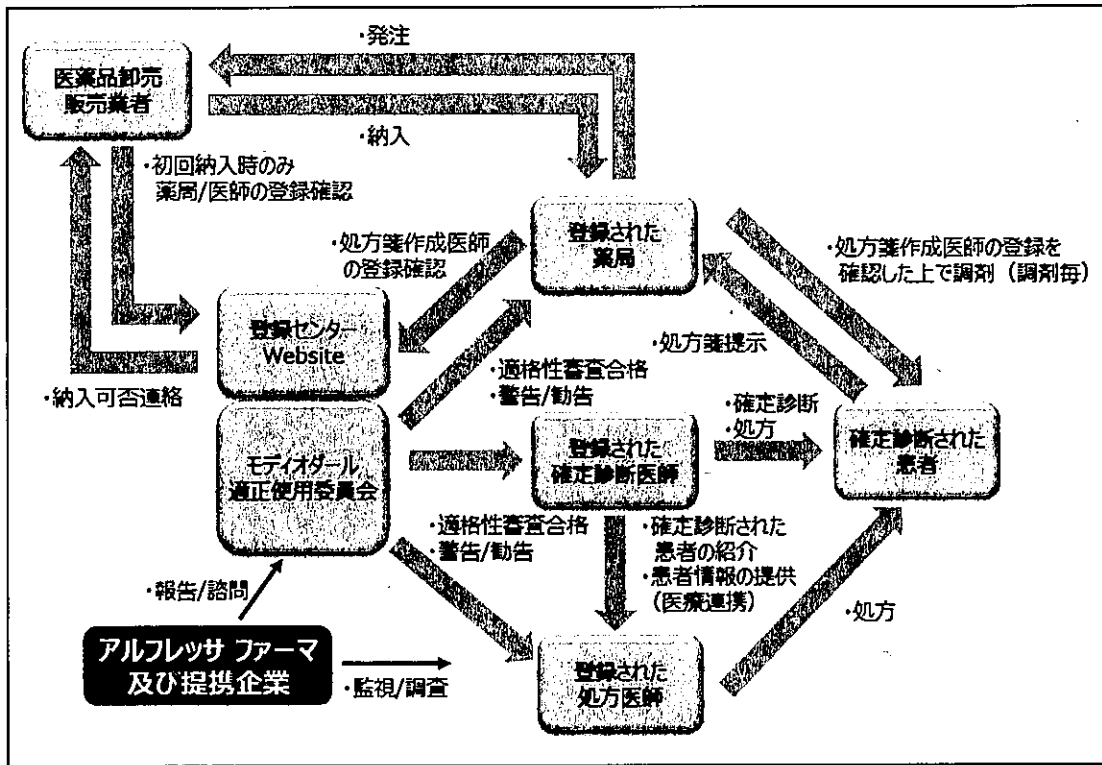 ・発注
医薬品卸売
販売業者
・納入
・初回納入時のみ
薬局/医師の登録確認
登録された
薬局
・処方箋作成医師
の登録確認
・処方箋作成医師の登録を
確認した上で調剤（調剤毎）
登録センター
Website
・処方箋提示
・納入可否連絡
・適格性審査合格
・警告/勧告
・確定診断
・処方
モディオダール
適正使用委員会
登録された
確定診断医師
確定診断された
患者
・適格性審査合格
・警告/勧告
・確定診断された
患者の紹介
・患者情報の提供
（医療連携）
・報告/諮問
・処方
アルフレッサ ファーマ
及び提携企業
・監視/調査
登録された
処方医師